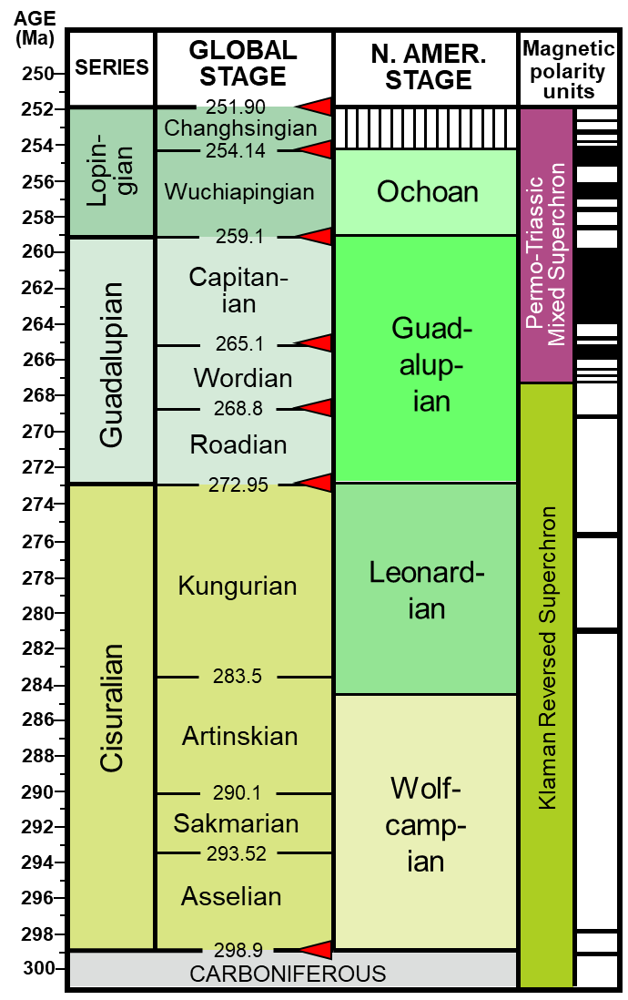 AGE
(Ma)
SERIES
GLOBAL
STAGE
N. AMER.
STAGE
Magnetic
polarity
units
250
252
254
256
258
260
262
264
266
268
270
272
274
276
278
280
282
284
286
288
290
292
294
296
298
300
Lopin-
gian
Guadalupian
Cisuralian
251.90
Changhsingian
254.14
Wuchiapingian
259.1
Capitan-
ian
265.1
Wordian
268.8
Roadian
272.95
Kungurian
283.5
Artinskian
290.1
Sakmarian
293.52
Asselian
298.9
CARBONIFEROUS
Ochoan
Guad-
alup-
ian
Leonard-
ian
Wolf-
camp-
ian
Permo-Triassic
Mixed Superchron
Klaman Reversed Superchron